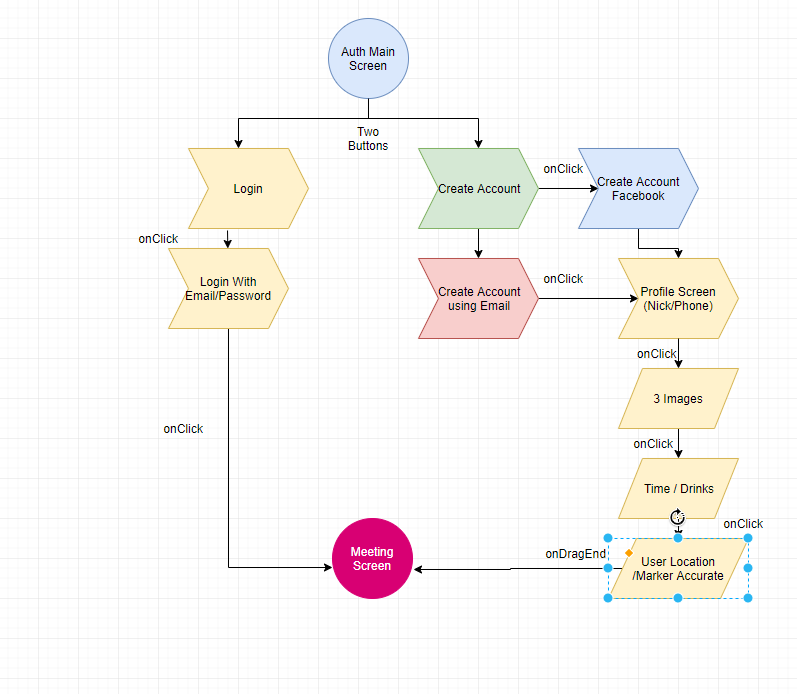 Auth Main
Screen
Two
Buttons
Login
Create Account
onClick
Create Account
Facebook
onClick
Login With
Email/Password
Create Account
using Email
onClick
Profile Screen
(Nick/Phone)
onClick
3 Images
onClick
onClick
Time / Drinks
onClick
Meeting
Screen
onDragEnd
User Location
/Marker Accurate